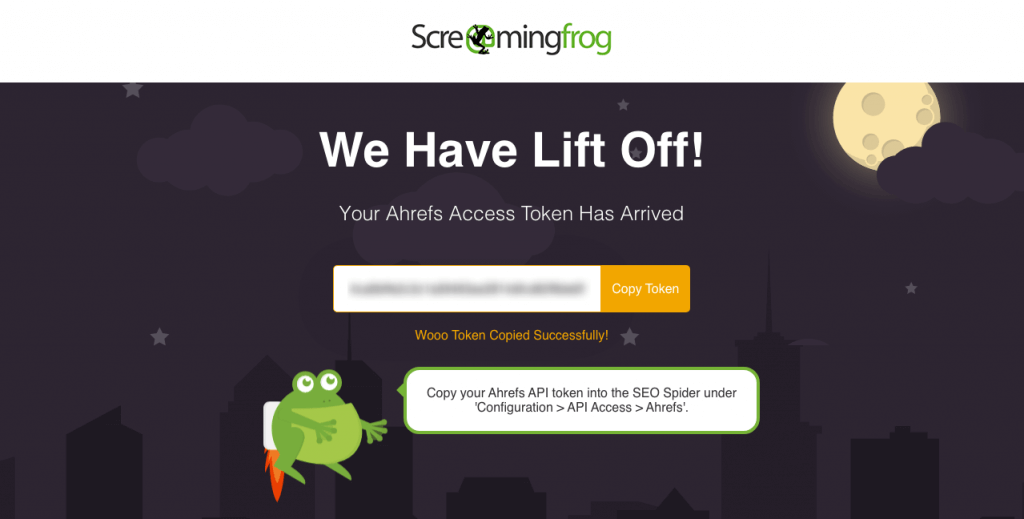 Screamingfrog
We Have Lift Off!
Your Ahrefs Access Token Has Arrived
Copy Token
Wooo Token Copied Successfully!
Copy your Ahrefs API token into the SEO Spider under
'Configuration > API Access > Ahrefs'.